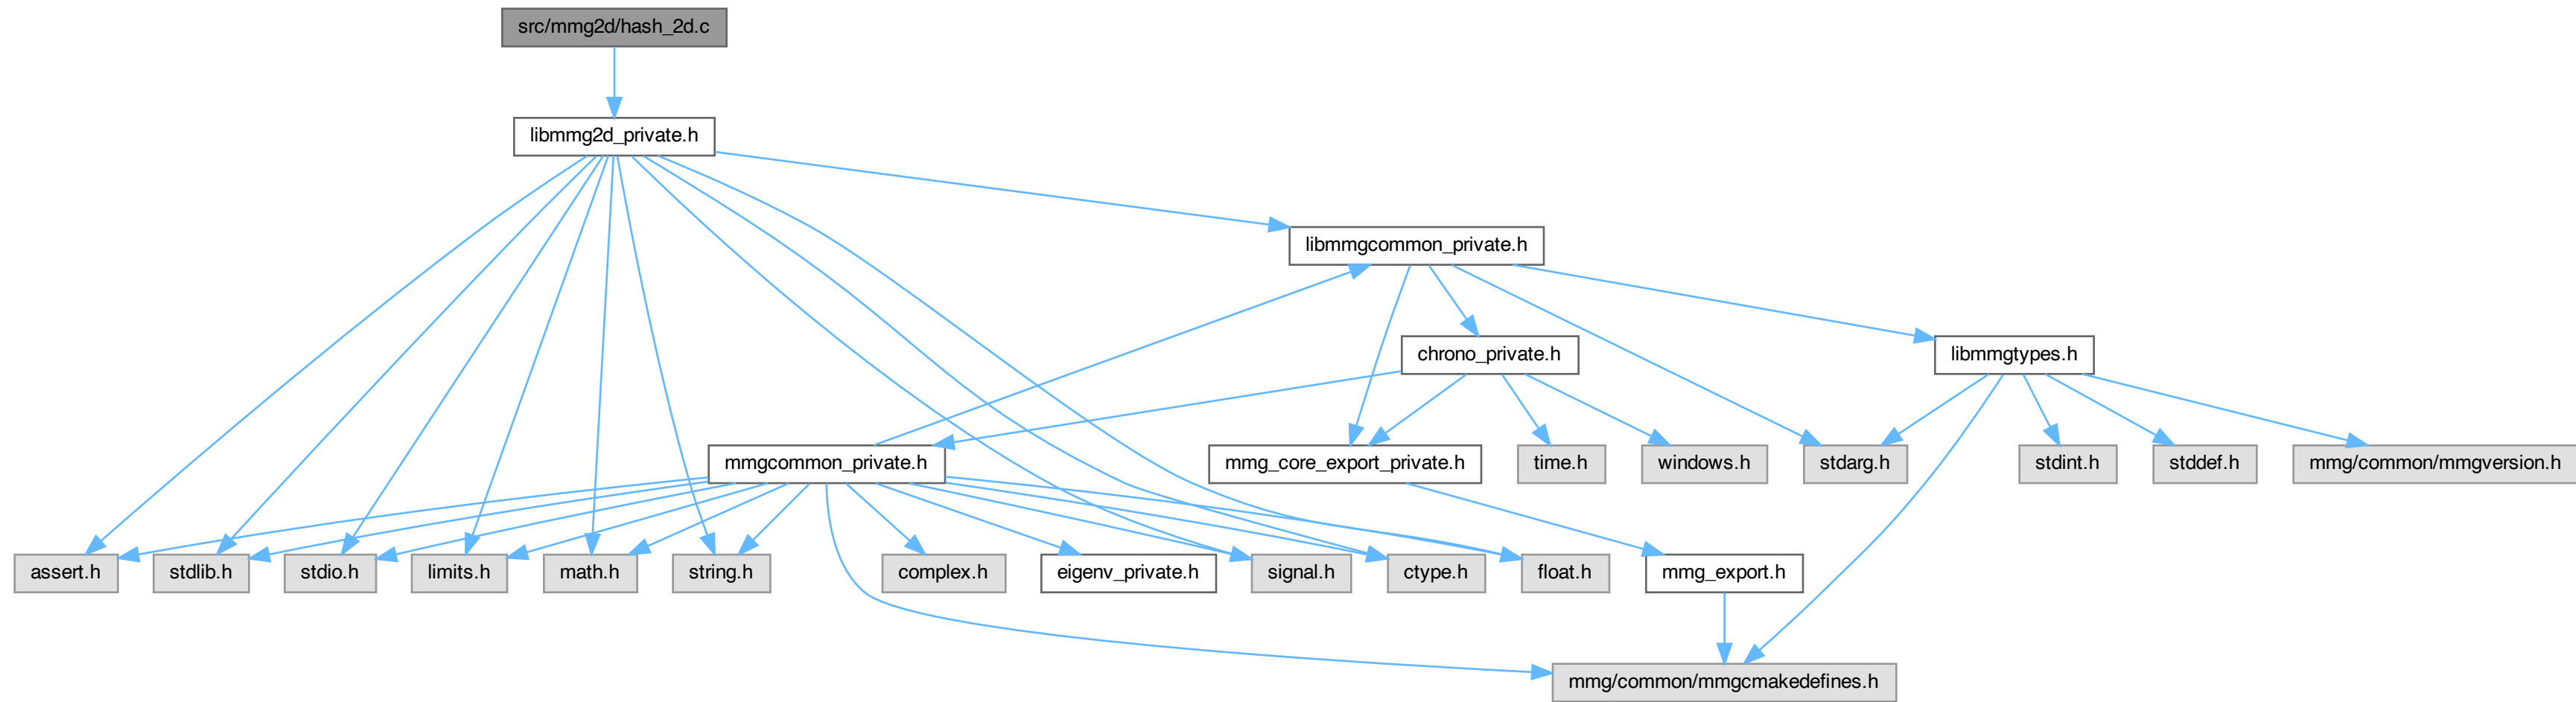 src/mmg2d/hash_2d.c
libmmg2d_private.h
libmmgcommon_private.h
chrono_private.h
libmmgtypes.h
mmgcommon_private.h
mmg_core_export_private.h
time.h
windows.h
stdarg.h
stdint.h
stddef.h
mmg/common/mmgversion.h
assert.h
stdlib.h
stdio.h
limits.h
math.h
string.h
complex.h
eigenv_private.h
signal.h
ctype.h
float.h
mmg_export.h
mmg/common/mmgcmakedefines.h